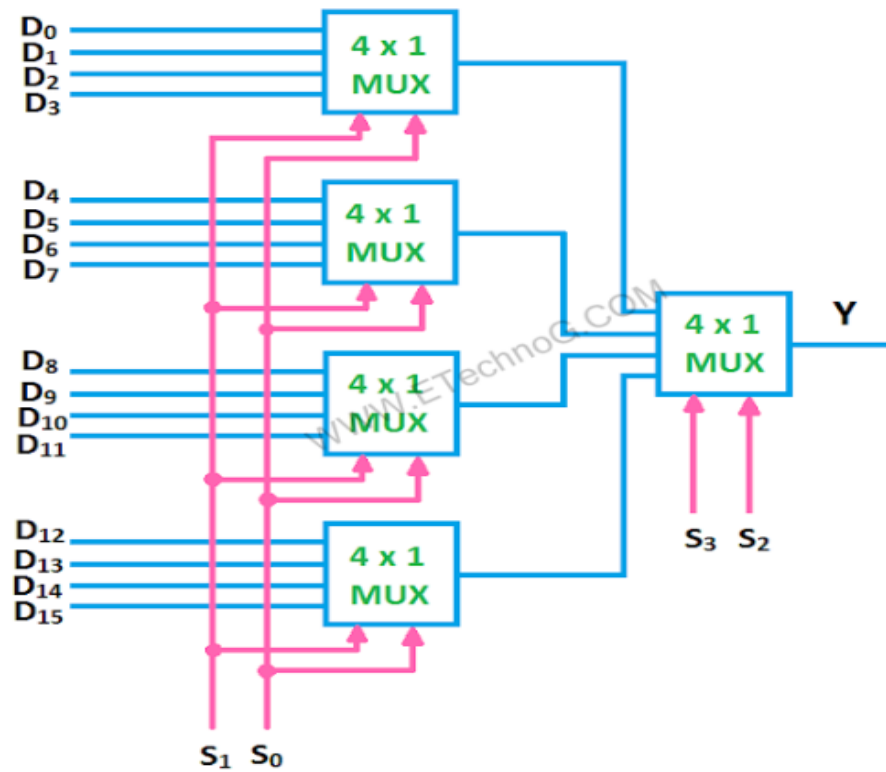 D₀
D₁
D₂
D₃
4 x 1
MUX
D₄
D₅
D₆
D₇
4 x 1
MUX
D₈
D₉
D₁₀
D₁₁
4 x 1
MUX
D₁₂
D₁₃
D₁₄
D₁₅
4 x 1
MUX
4 x 1
MUX
Y
S₃ S₂
S₁ S₀
WWW.ETechnoG.COM